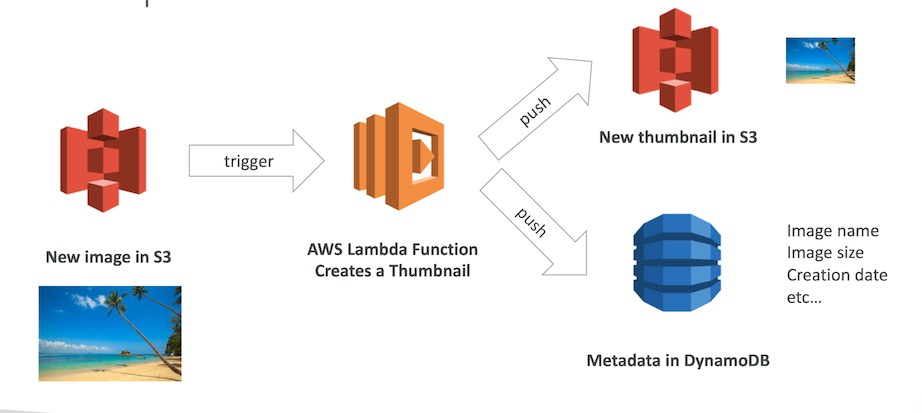 trigger
push
push
New image in S3
AWS Lambda Function
Creates a Thumbnail
New thumbnail in S3
Image name
Image size
Creation date
etc...
Metadata in DynamoDB